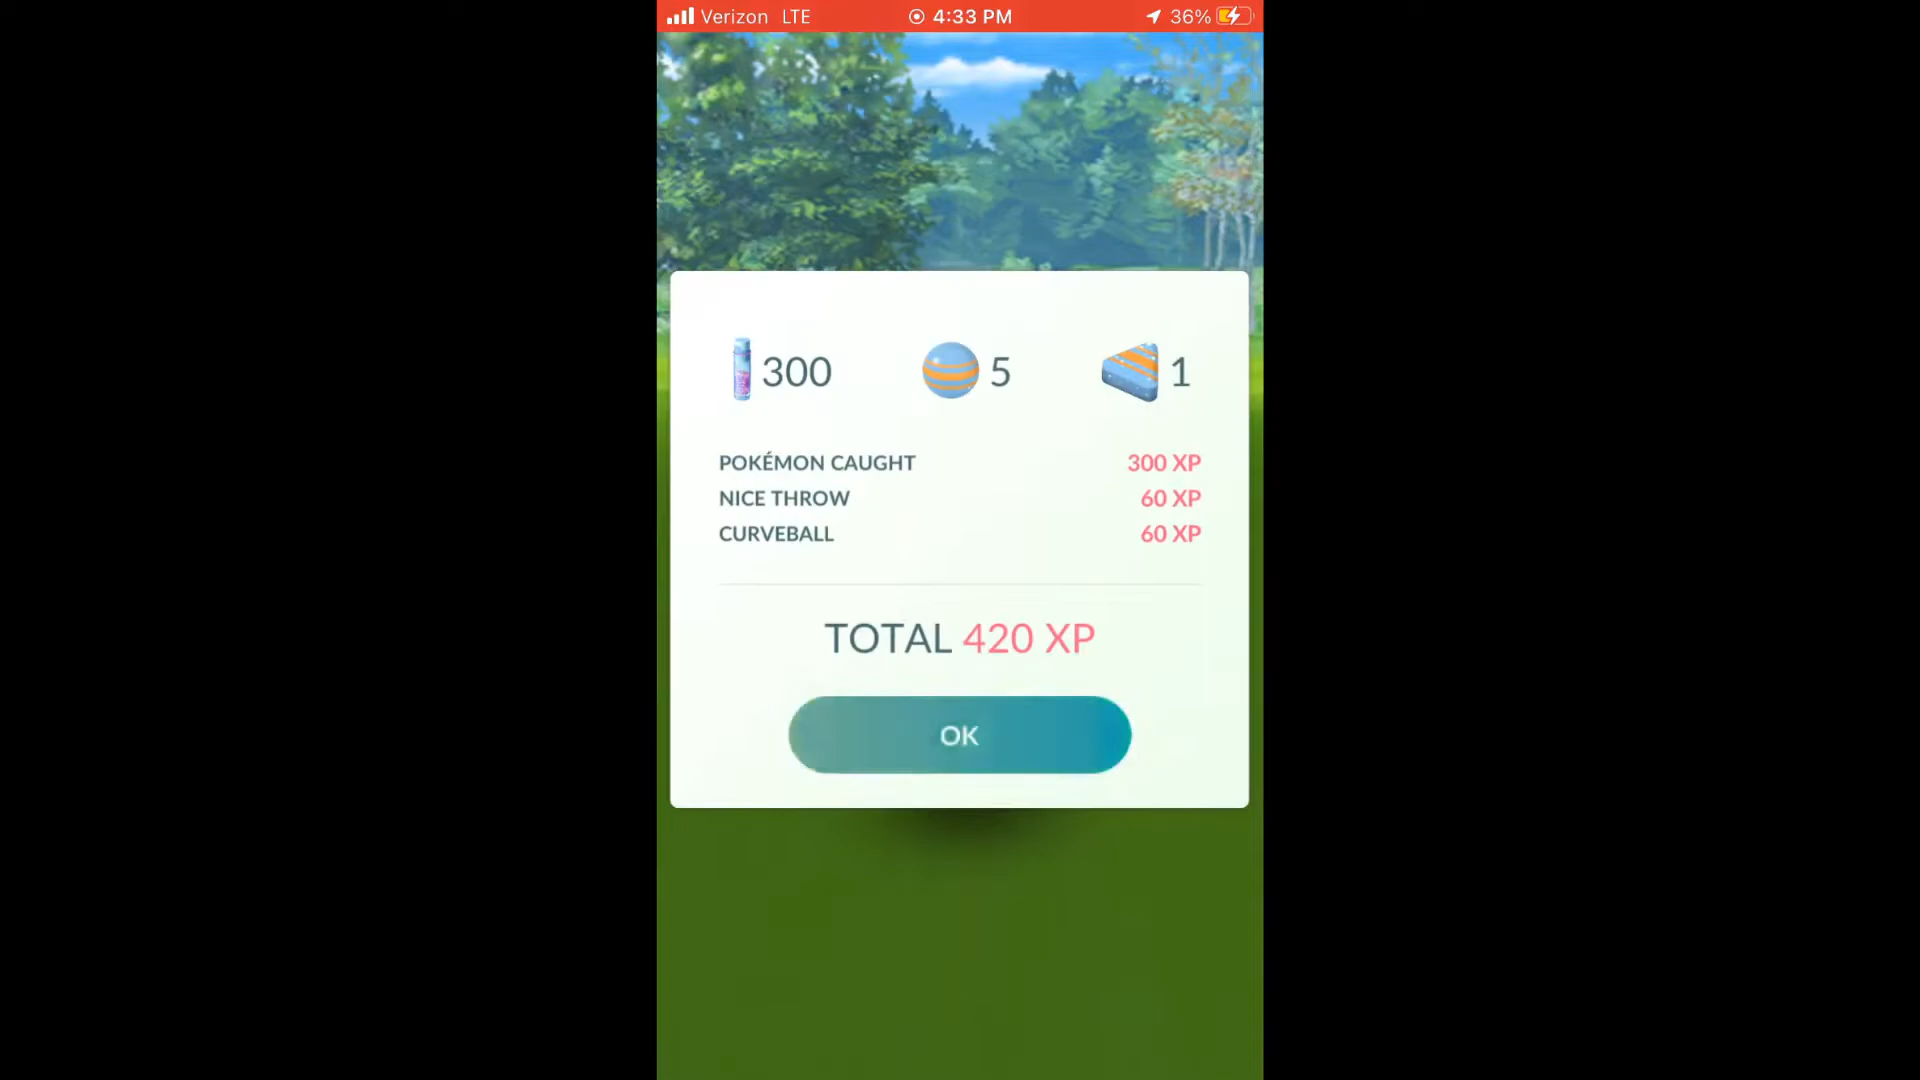 Verizon LTE 4:33 PM 36%
300 5 1
POKÉMON CAUGHT 300 XP
NICE THROW 60 XP
CURVEBALL 60 XP
TOTAL 420 XP
OK